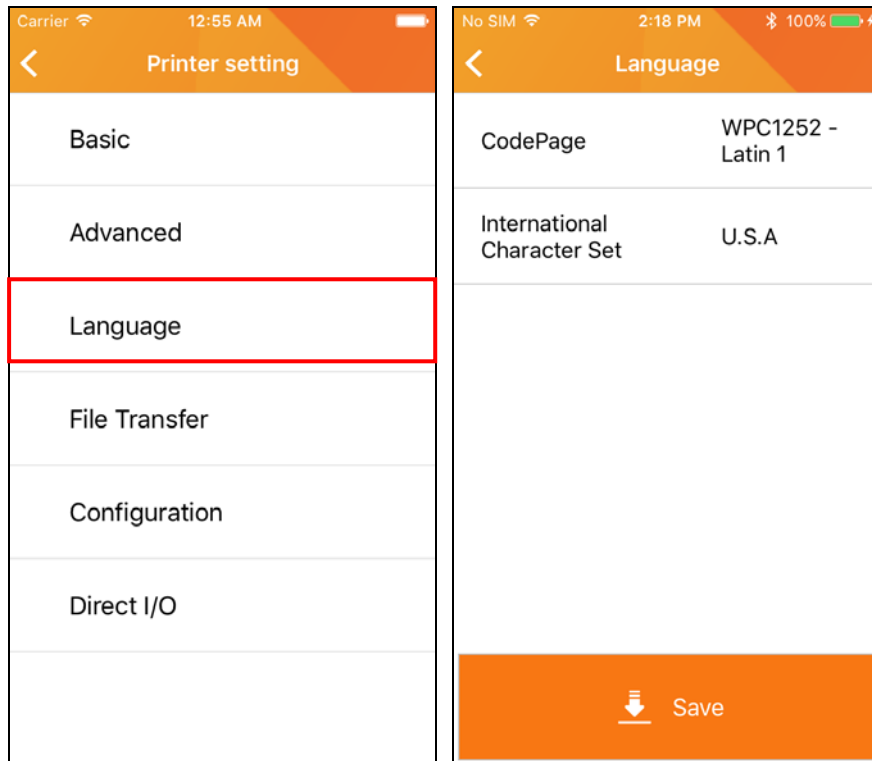 Carrier 12:55 AM
Printer setting
Basic
Advanced
Language
File Transfer
Configuration
Direct I/O
No SIM 2:18 PM 100%
Language
CodePage
WPC1252 -
Latin 1
International
Character Set
U.S.A
Save